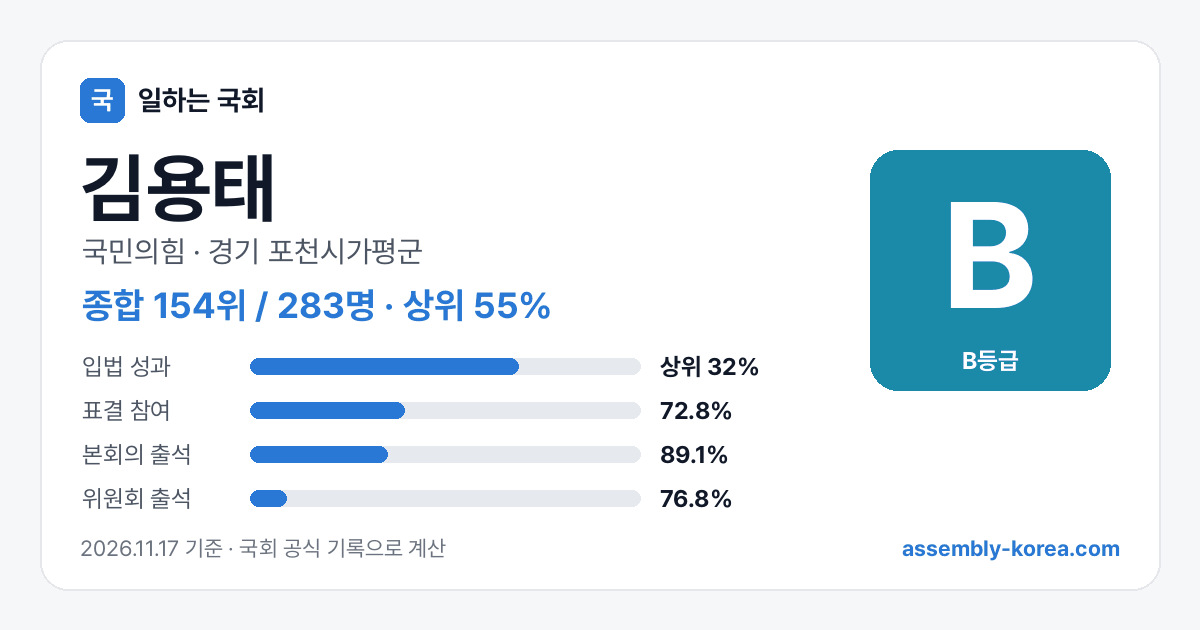 국 일하는 국회
김용태
국민의힘 · 경기 포천시가평군
종합 154위 / 283명 · 상위 55%
B
B등급
입법 성과 상위 32%
표결 참여 72.8%
본회의 출석 89.1%
위원회 출석 76.8%
2026.11.17 기준 · 국회 공식 기록으로 계산
assembly-korea.com